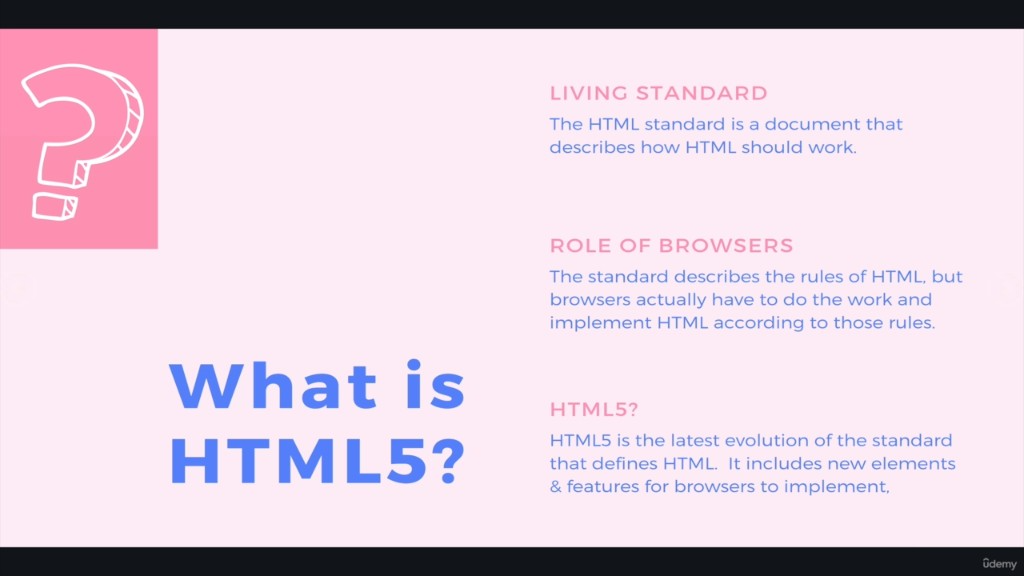 What is
HTML5?
LIVING STANDARD
The HTML standard is a document that
describes how HTML should work.
ROLE OF BROWSERS
The standard describes the rules of HTML, but
browsers actually have to do the work and
implement HTML according to those rules.
HTML5?
HTML5 is the latest evolution of the standard
that defines HTML.  It includes new elements
& features for browsers to implement,
ûdemy